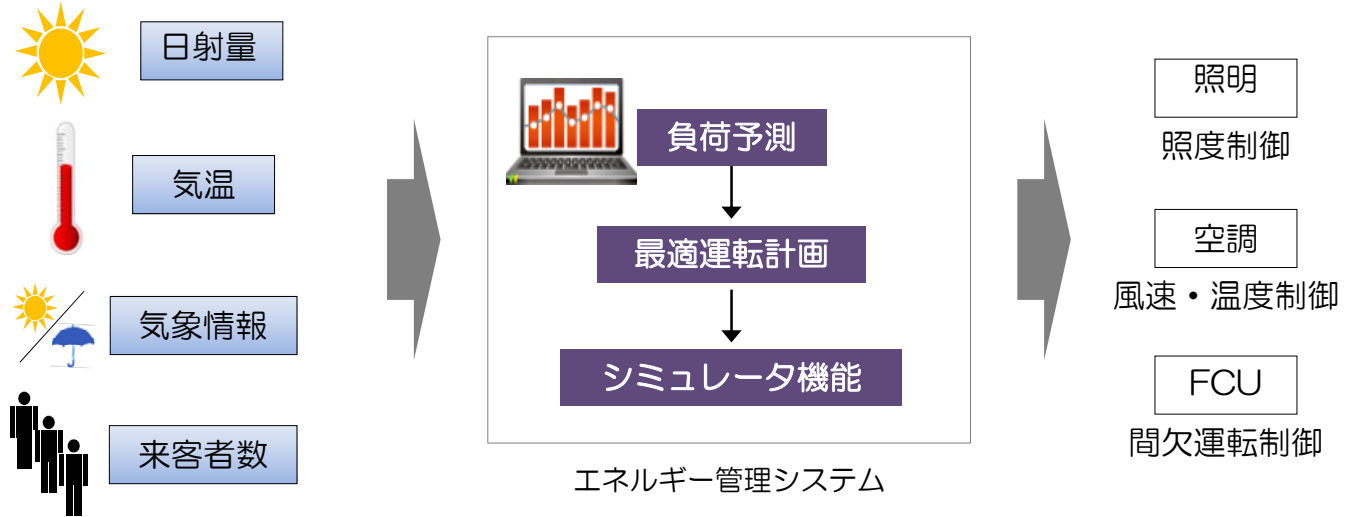 日射量
気温
気象情報
来客者数
負荷予測
最適運転計画
シミュレータ機能
エネルギー管理システム
照明
照度制御
空調
風速・温度制御
FCU
間欠運転制御